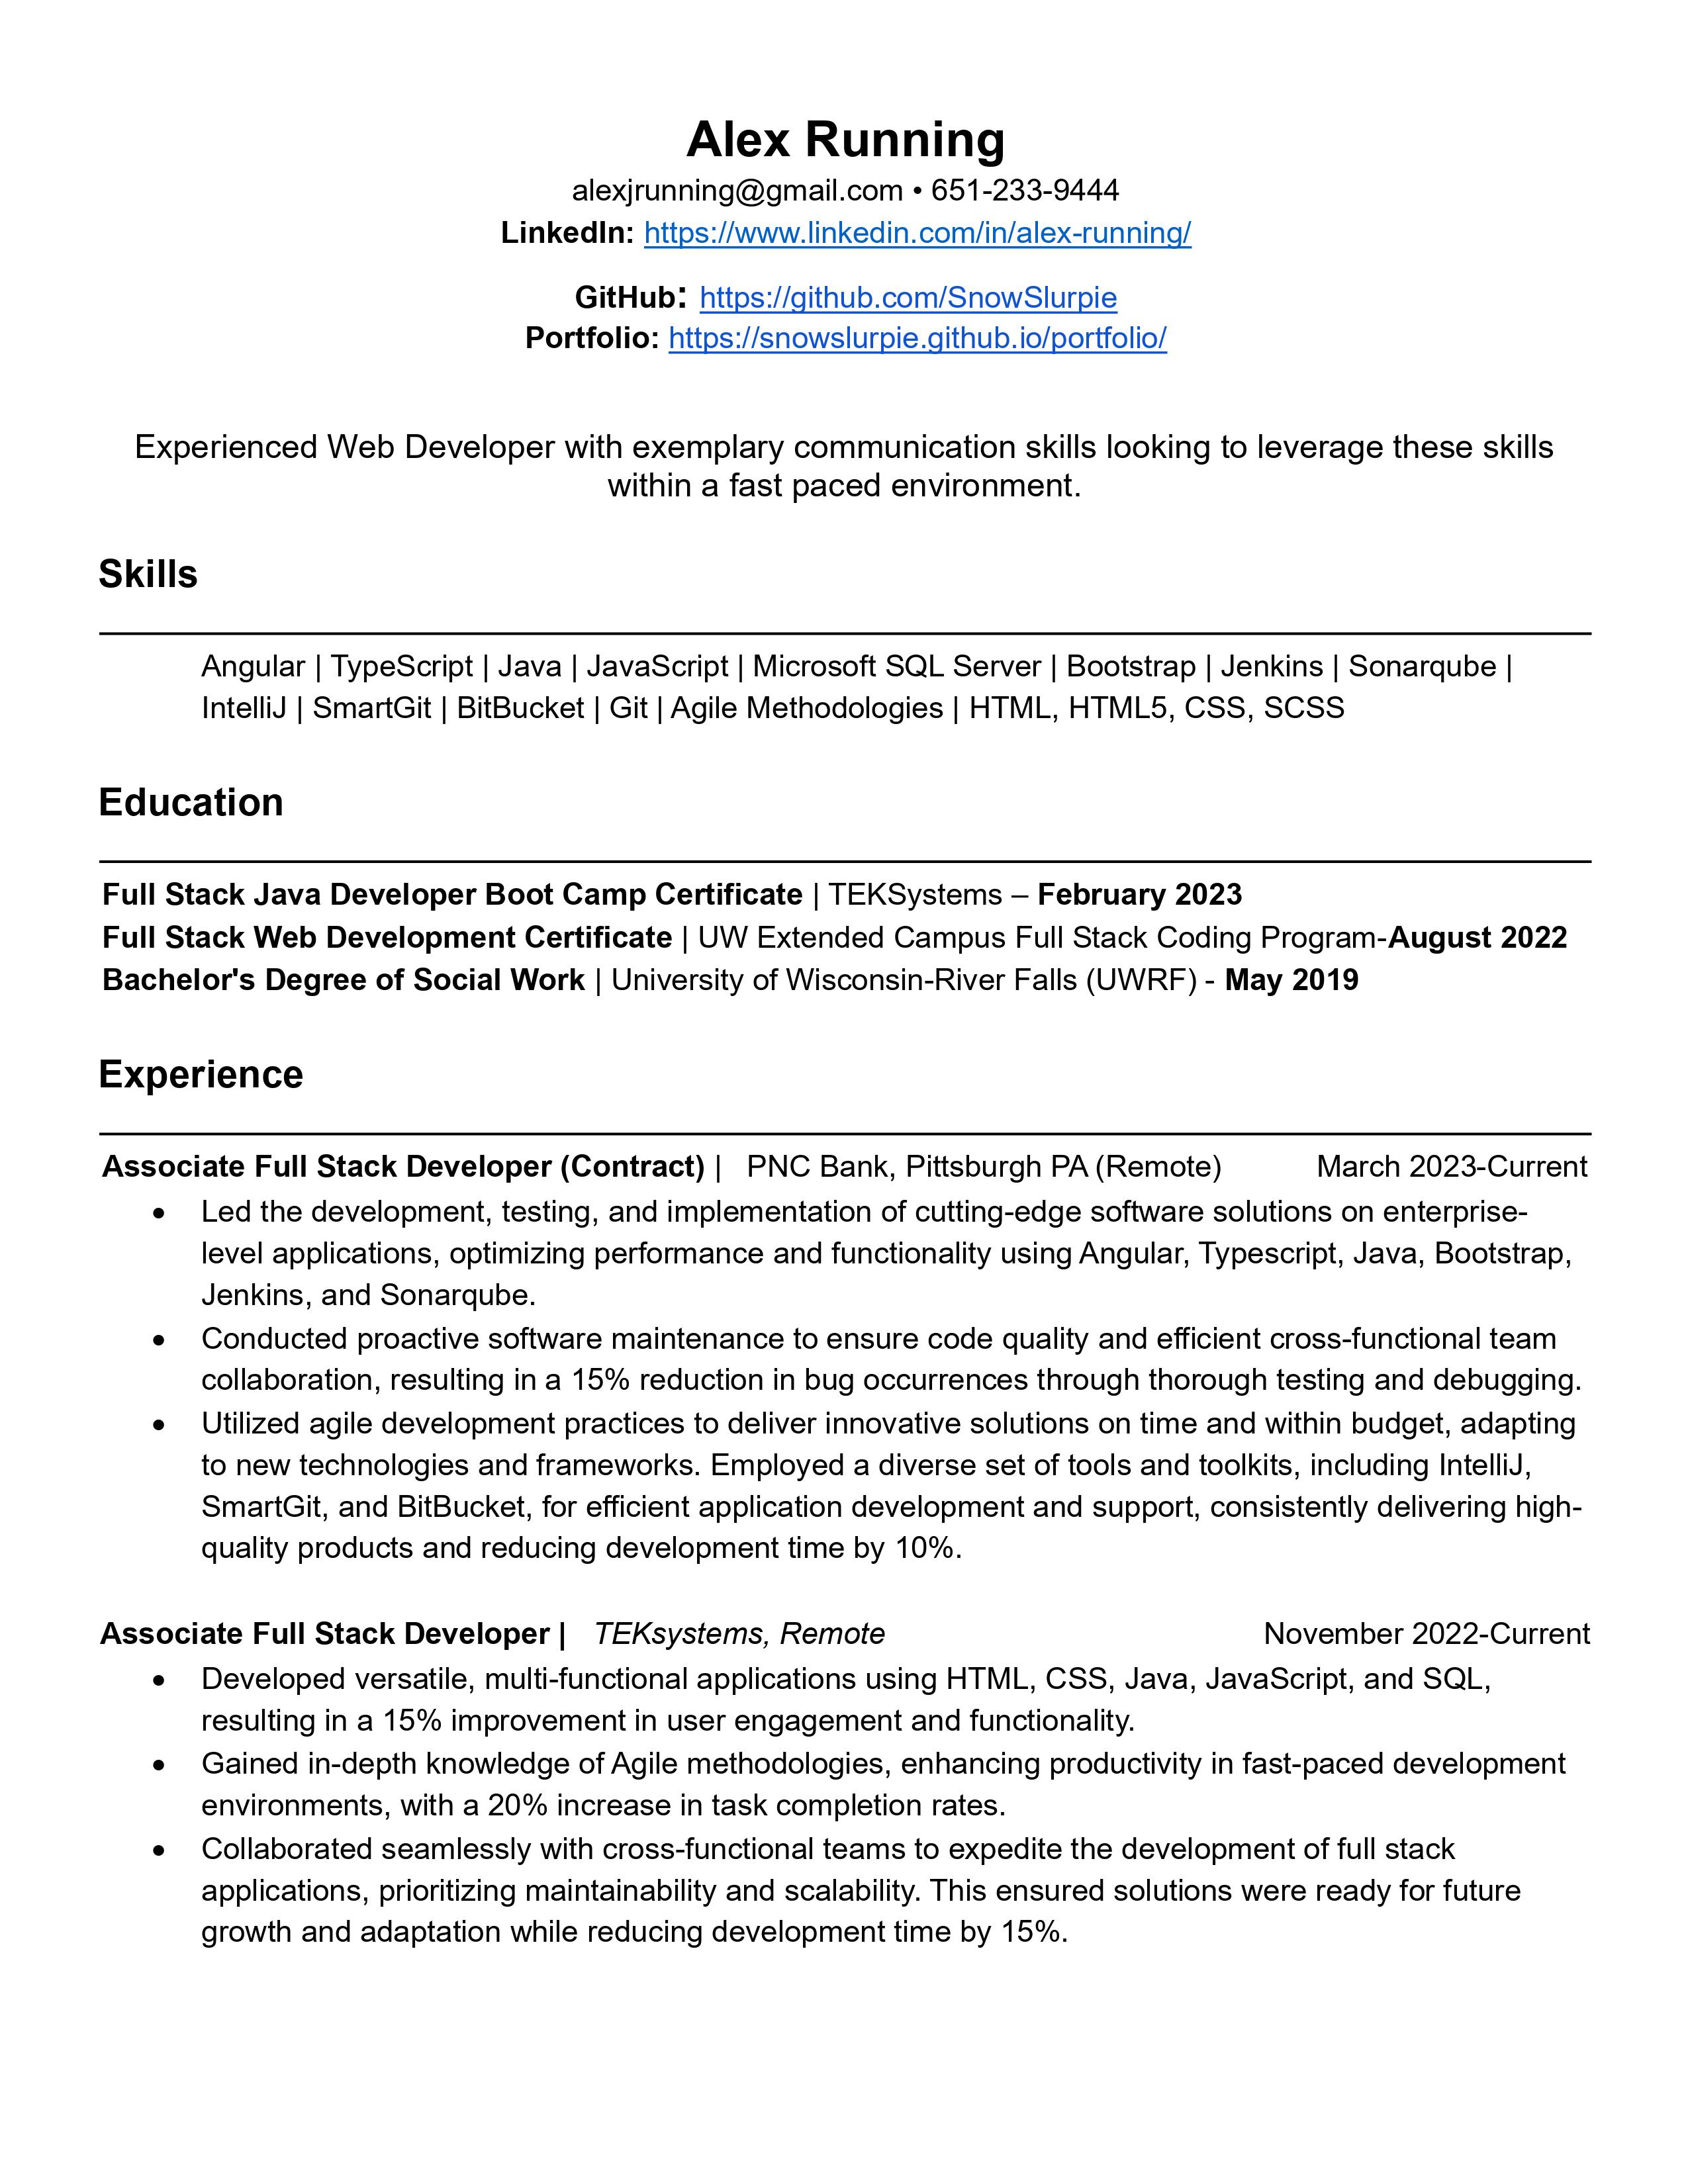 Alex Running
alexjrunning@gmail.com • 651-233-9444
LinkedIn: https://www.linkedin.com/in/alex-running/
GitHub: https://github.com/SnowSlurpie
Portfolio: https://snowslurpie.github.io/portfolio/
Experienced Web Developer with exemplary communication skills looking to leverage these skills
within a fast paced environment.
Skills
Angular | TypeScript | Java | JavaScript | Microsoft SQL Server | Bootstrap | Jenkins | Sonarqube |
IntelliJ | SmartGit | BitBucket | Git | Agile Methodologies | HTML, HTML5, CSS, SCSS
Education
Full Stack Java Developer Boot Camp Certificate | TEKSystems – February 2023
Full Stack Web Development Certificate | UW Extended Campus Full Stack Coding Program-August 2022
Bachelor's Degree of Social Work | University of Wisconsin-River Falls (UWRF) - May 2019
Experience
Associate Full Stack Developer (Contract) | PNC Bank, Pittsburgh PA (Remote) March 2023-Current
• Led the development, testing, and implementation of cutting-edge software solutions on enterprise-
level applications, optimizing performance and functionality using Angular, Typescript, Java, Bootstrap,
Jenkins, and Sonarqube.
• Conducted proactive software maintenance to ensure code quality and efficient cross-functional team
collaboration, resulting in a 15% reduction in bug occurrences through thorough testing and debugging.
• Utilized agile development practices to deliver innovative solutions on time and within budget, adapting
to new technologies and frameworks. Employed a diverse set of tools and toolkits, including IntelliJ,
SmartGit, and BitBucket, for efficient application development and support, consistently delivering high-
quality products and reducing development time by 10%.
Associate Full Stack Developer | TEKsystems, Remote November 2022-Current
• Developed versatile, multi-functional applications using HTML, CSS, Java, JavaScript, and SQL,
resulting in a 15% improvement in user engagement and functionality.
• Gained in-depth knowledge of Agile methodologies, enhancing productivity in fast-paced development
environments, with a 20% increase in task completion rates.
• Collaborated seamlessly with cross-functional teams to expedite the development of full stack
applications, prioritizing maintainability and scalability. This ensured solutions were ready for future
growth and adaptation while reducing development time by 15%.